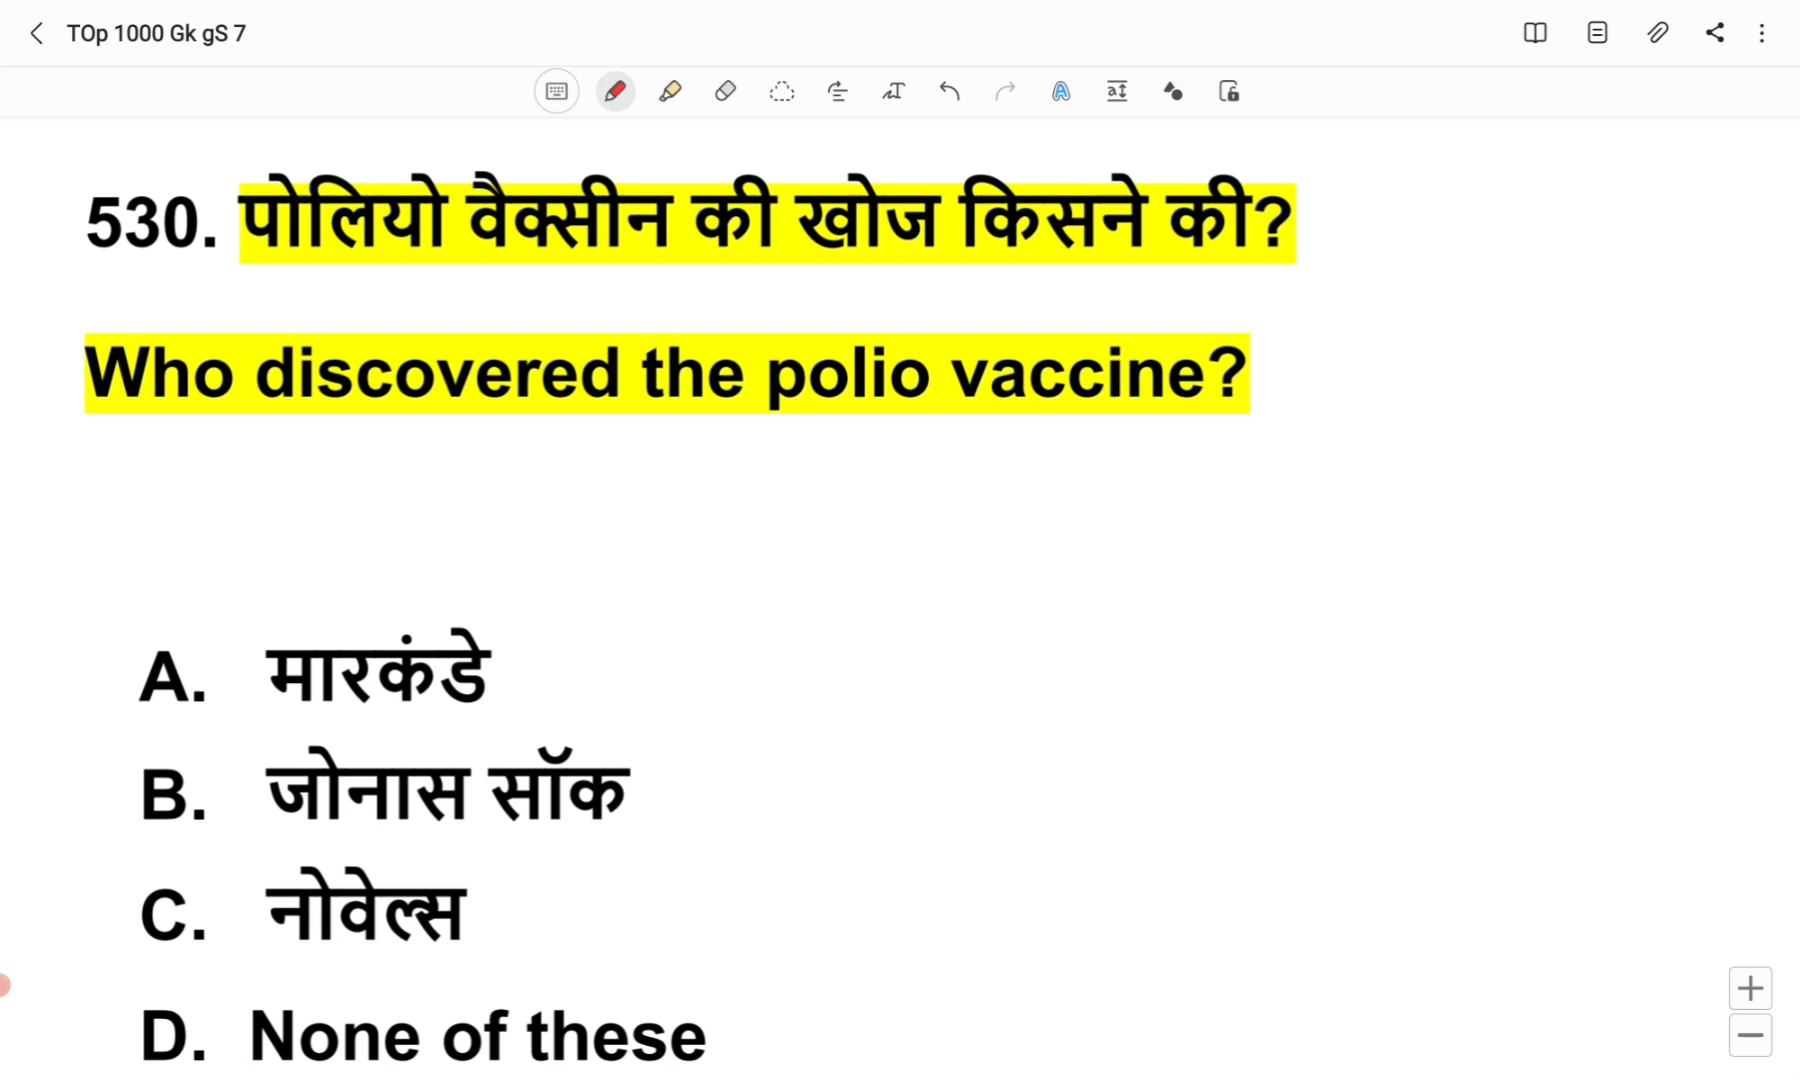 TOp 1000 Gk gS 7
530. पोलियो वैक्सीन की खोज किसने की?
Who discovered the polio vaccine?
A. मारकंडे
B. जोनास सॉक
C. नोवेल्स
D. None of these